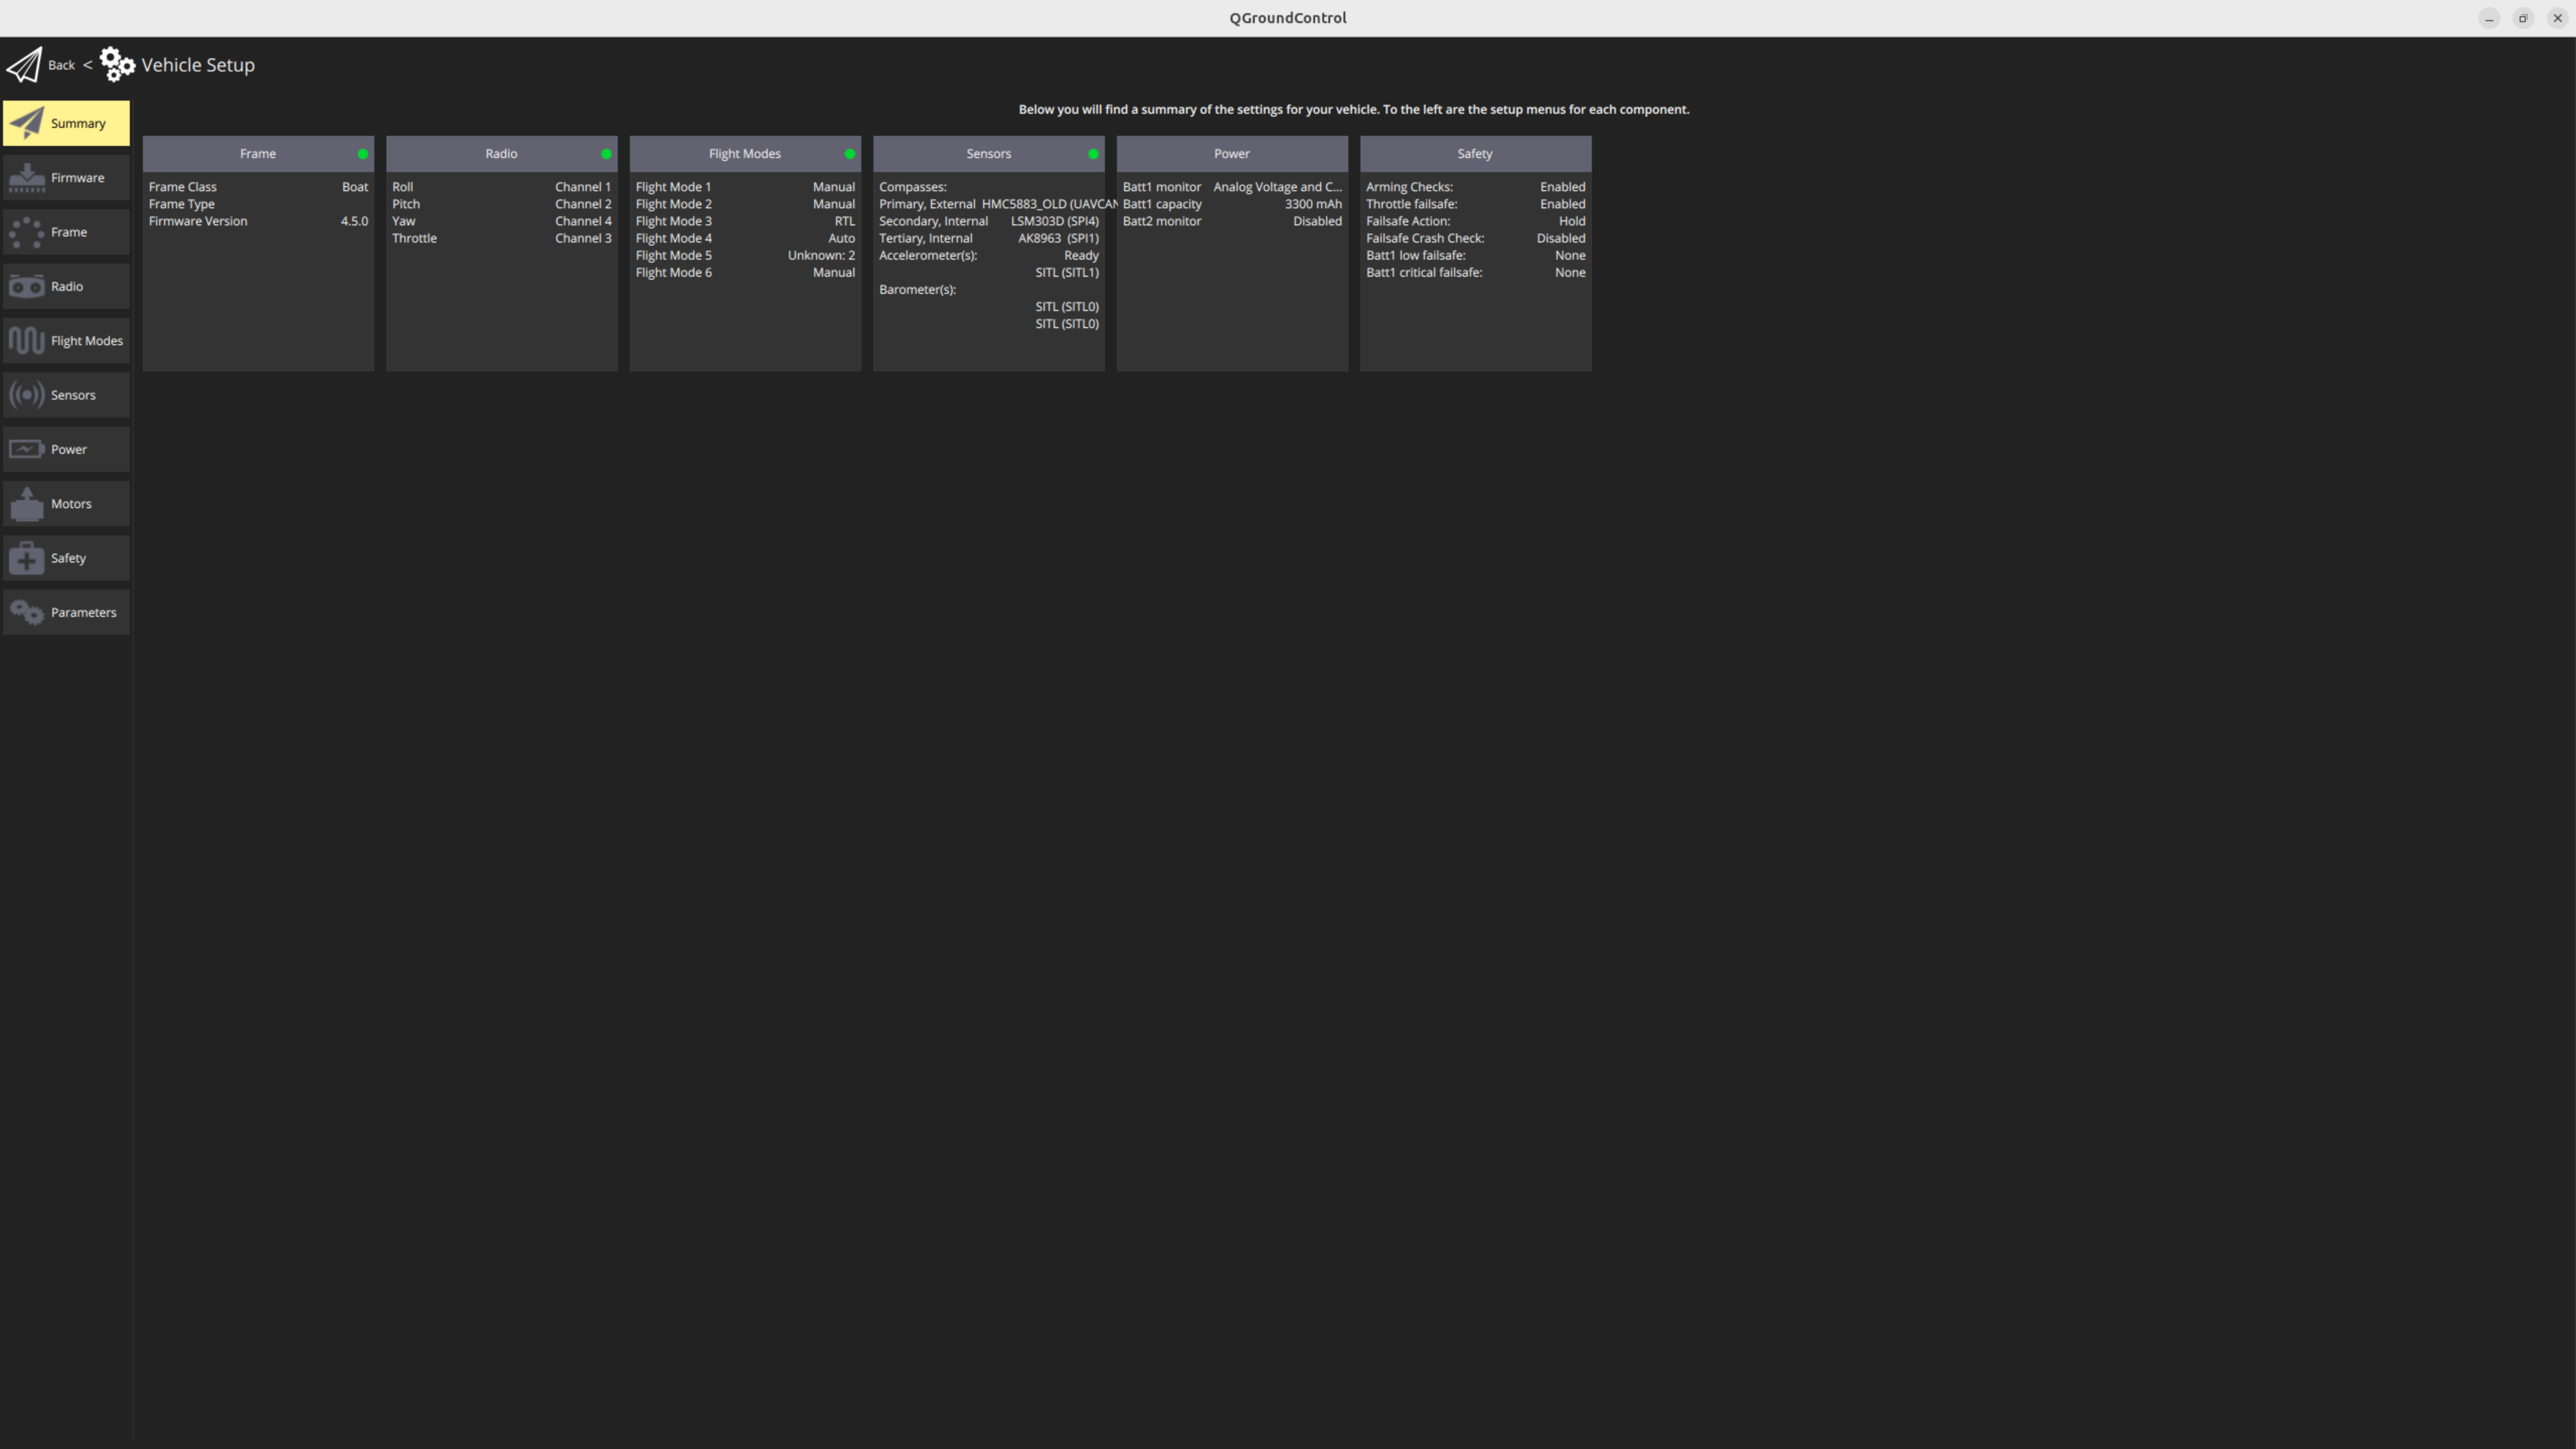 QGroundControl
Back < Vehicle Setup
Summary
Firmware
Frame
Radio
Flight Modes
Sensors
Power
Motors
Safety
Parameters
Below you will find a summary of the settings for your vehicle. To the left are the setup menus for each component.
Frame
Frame Class Boat
Frame Type
Firmware Version 4.5.0
Radio
Roll Channel 1
Pitch Channel 2
Yaw Channel 4
Throttle Channel 3
Flight Modes
Flight Mode 1 Manual
Flight Mode 2 Manual
Flight Mode 3 RTL
Flight Mode 4 Auto
Flight Mode 5 Unknown: 2
Flight Mode 6 Manual
Sensors
Compasses:
Primary, External HMC5883_OLD (UAVCAN
Secondary, Internal LSM303D (SPI4)
Tertiary, Internal AK8963 (SPI1)
Accelerometer(s): Ready
SITL (SITL1)
Barometer(s):
SITL (SITL0)
SITL (SITL0)
Power
Batt1 monitor Analog Voltage and C...
Batt1 capacity 3300 mAh
Batt2 monitor Disabled
Safety
Arming Checks: Enabled
Throttle failsafe: Enabled
Failsafe Action: Hold
Failsafe Crash Check: Disabled
Batt1 low failsafe: None
Batt1 critical failsafe: None